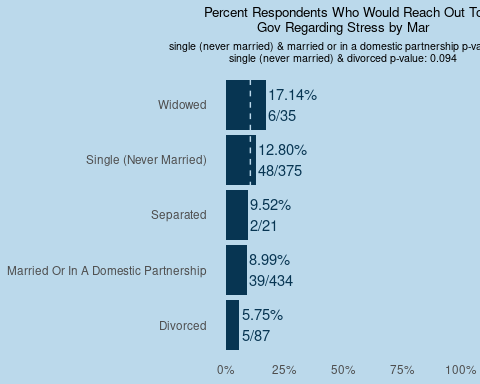 Percent Respondents Who Would Reach Out To
Gov Regarding Stress by Mar
single (never married) & married or in a domestic partnership p-va
single (never married) & divorced p-value: 0.094
Widowed
17.14%
6/35
Single (Never Married)
12.80%
48/375
Separated
9.52%
2/21
Married Or In A Domestic Partnership
8.99%
39/434
Divorced
5.75%
5/87
0% 25% 50% 75% 100%